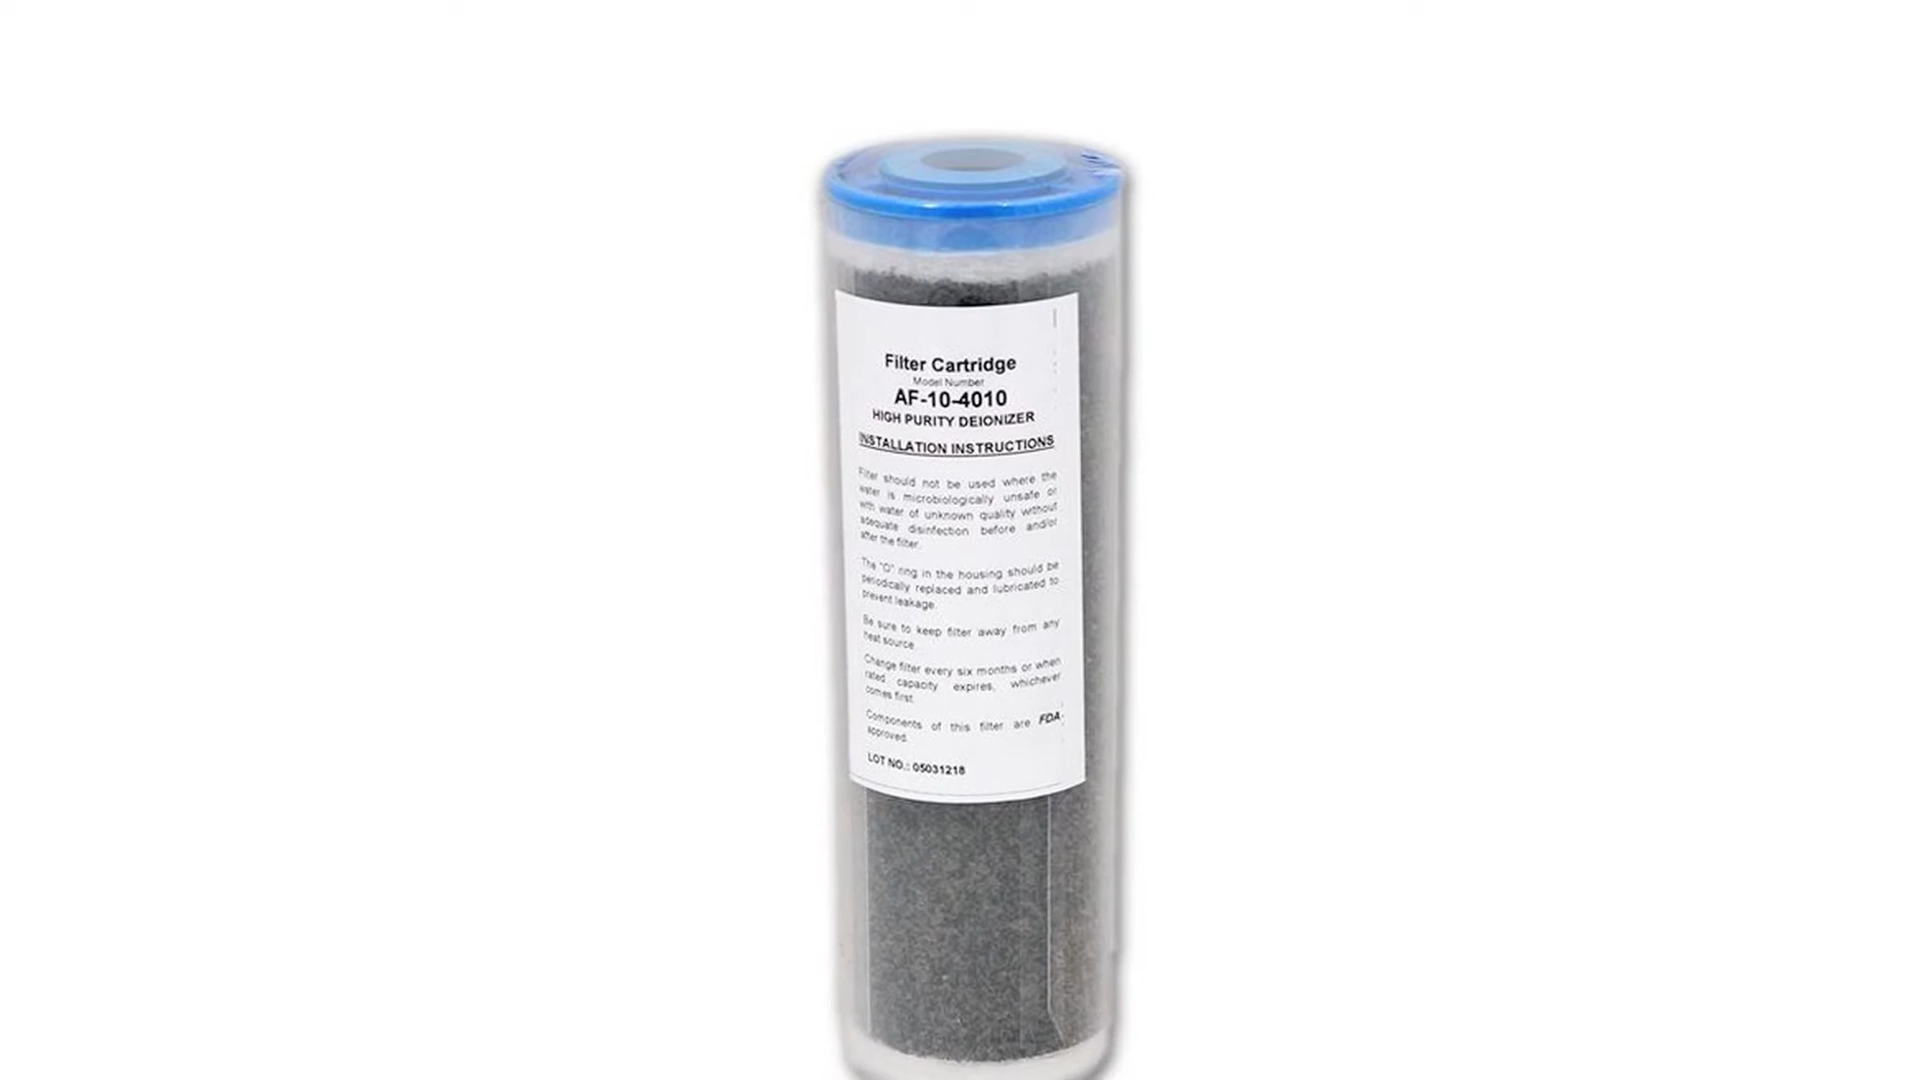 Filter Cartridge
Model Number
AF-10-4010
HIGH PURITY DEIONIZER
INSTALLATION INSTRUCTIONS
Filter should not be used where the
water is microbiologically unsafe or
with water of unknown quality without
adequate disinfection before and/or
after the filter.
The "O" ring in the housing should be
periodically replaced and lubricated to
prevent leakage.
Be sure to keep filter away from any
heat source.
Change filter every six months or when
rated capacity expires, whichever
comes first.
Components of this filter are FDA
approved.
LOT NO.: 05031218